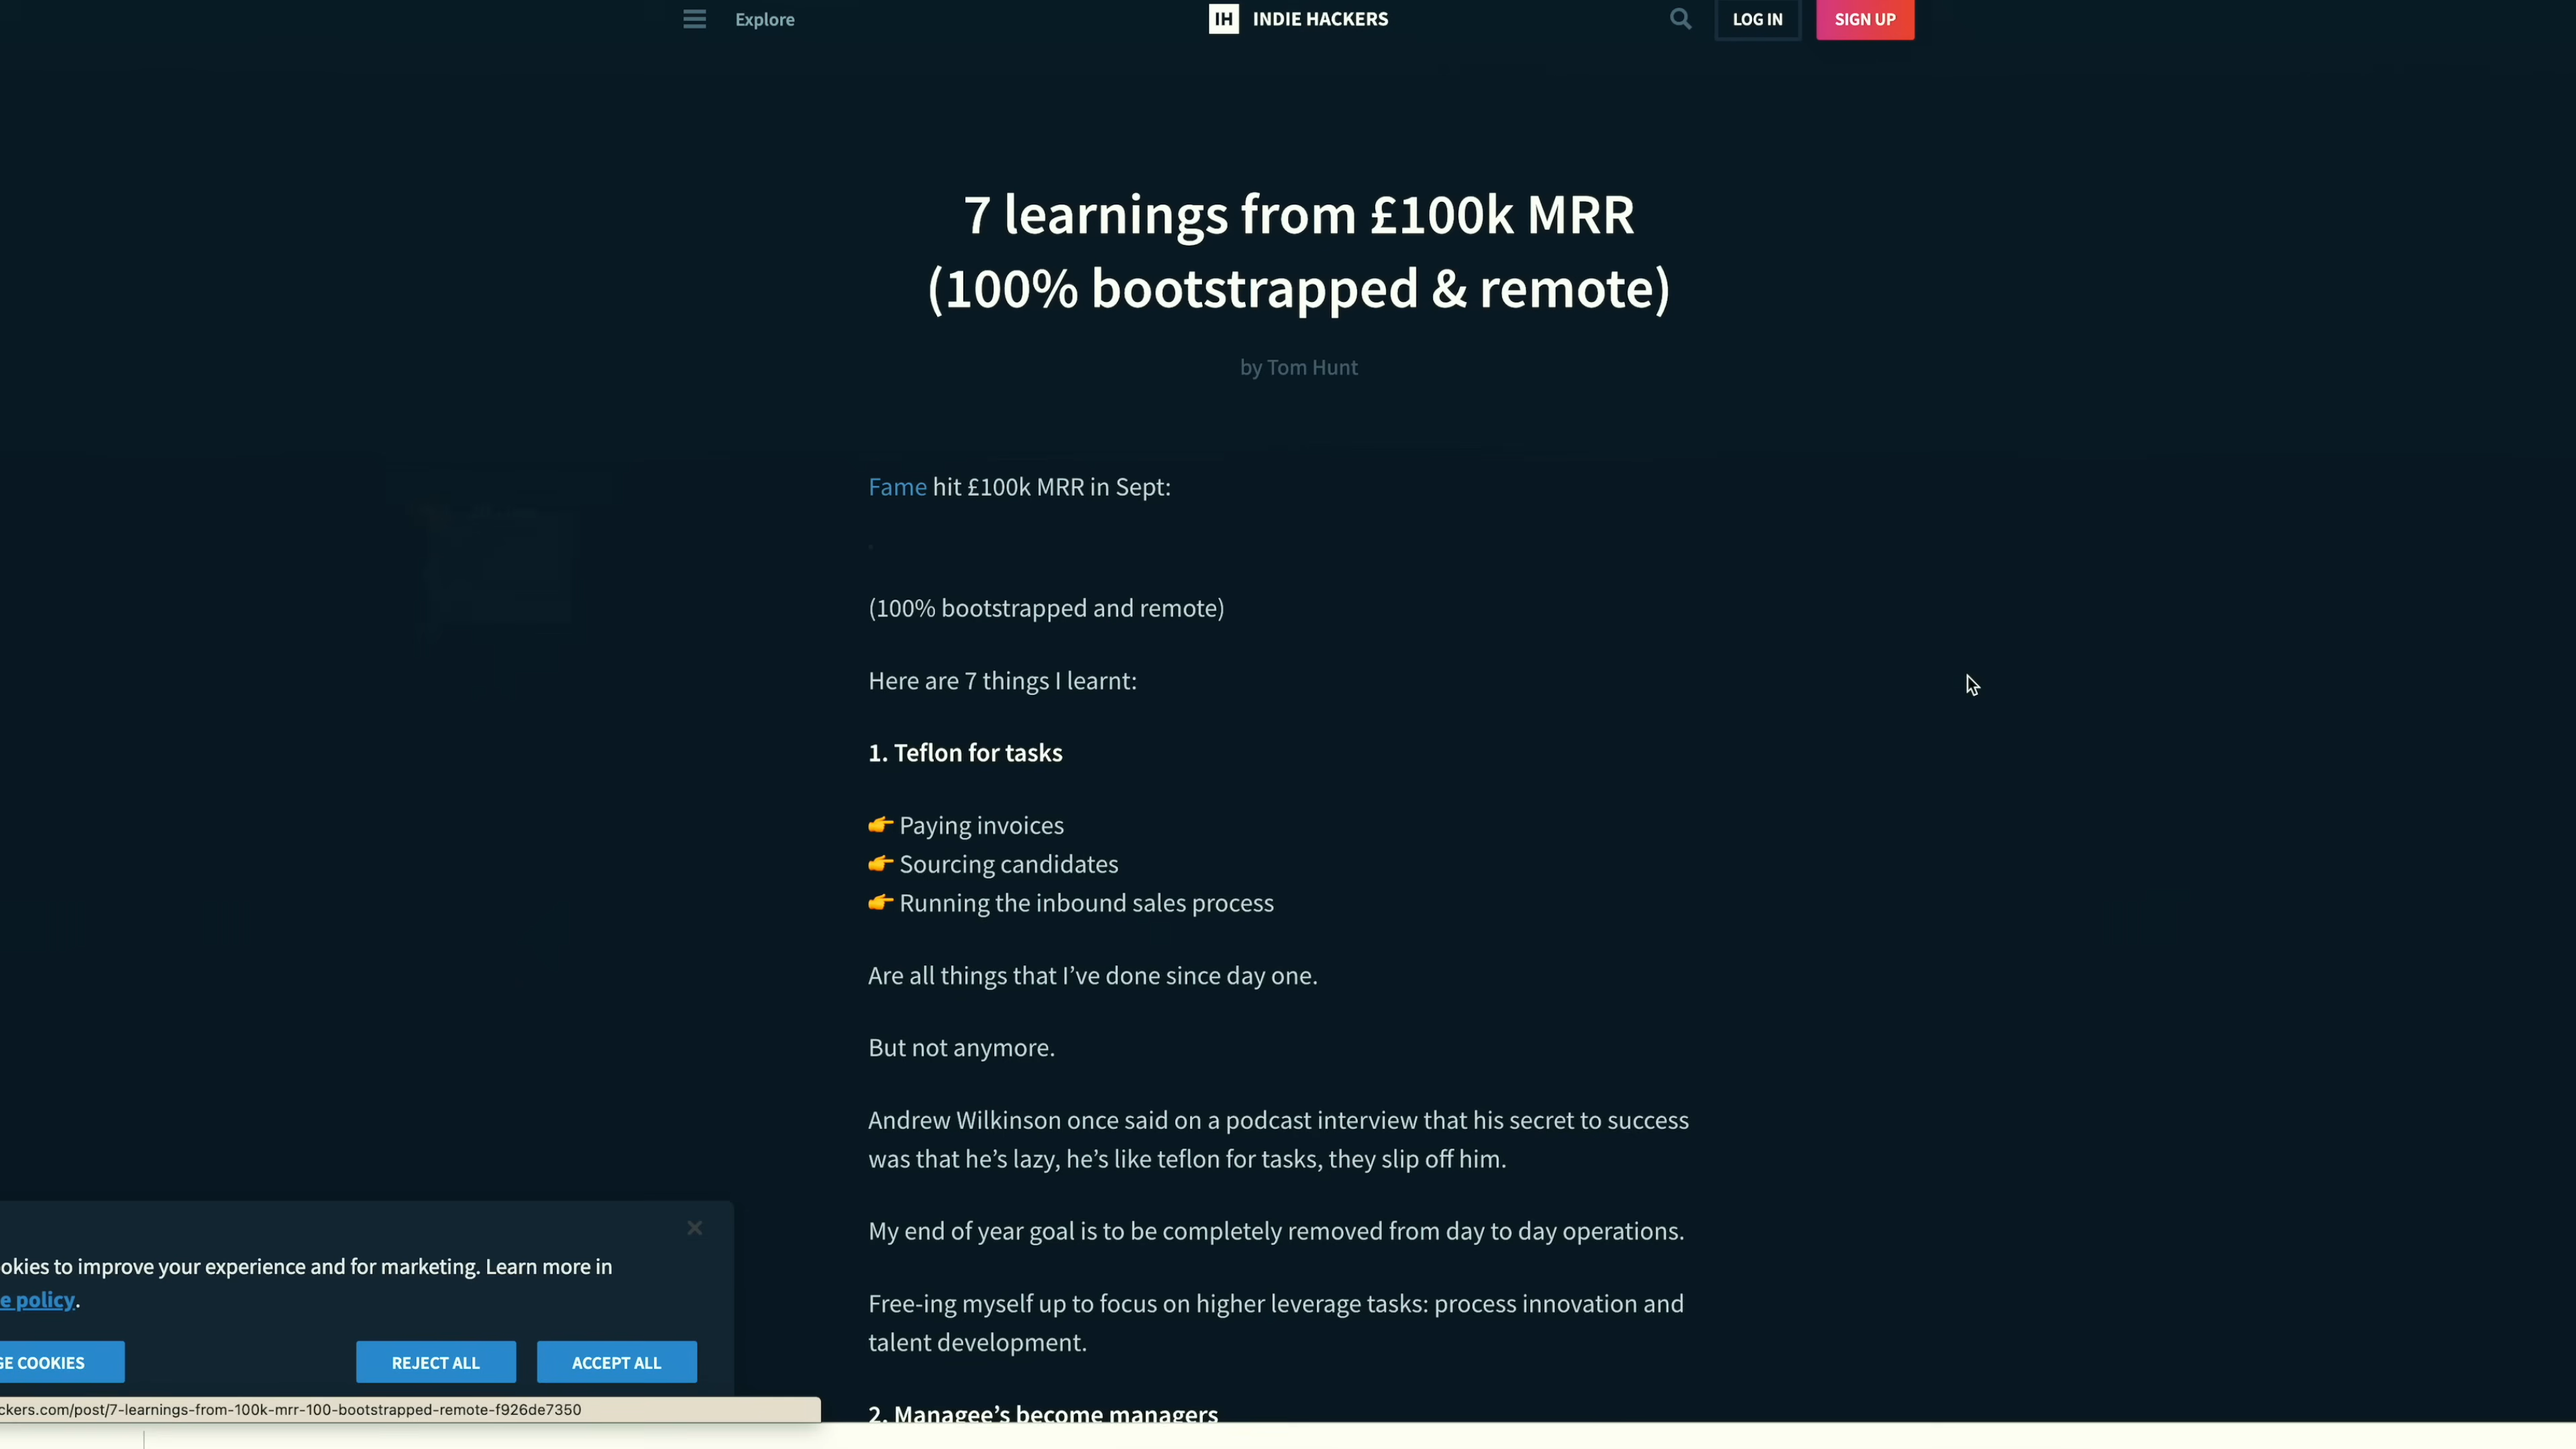 Explore
IH INDIE HACKERS
LOG IN
SIGN UP
7 learnings from £100k MRR
(100% bootstrapped & remote)
by Tom Hunt
Fame hit £100k MRR in Sept:
(100% bootstrapped and remote)
Here are 7 things I learnt:
1. Teflon for tasks
👉 Paying invoices
👉 Sourcing candidates
👉 Running the inbound sales process
Are all things that I’ve done since day one.
But not anymore.
Andrew Wilkinson once said on a podcast interview that his secret to success
was that he’s lazy, he’s like teflon for tasks, they slip off him.
My end of year goal is to be completely removed from day to day operations.
Free-ing myself up to focus on higher leverage tasks: process innovation and
talent development.
2. Managee’s become managers
okies to improve your experience and for marketing. Learn more in
e policy.
GE COOKIES
REJECT ALL
ACCEPT ALL
ckers.com/post/7-learnings-from-100k-mrr-100-bootstrapped-remote-f926de7350